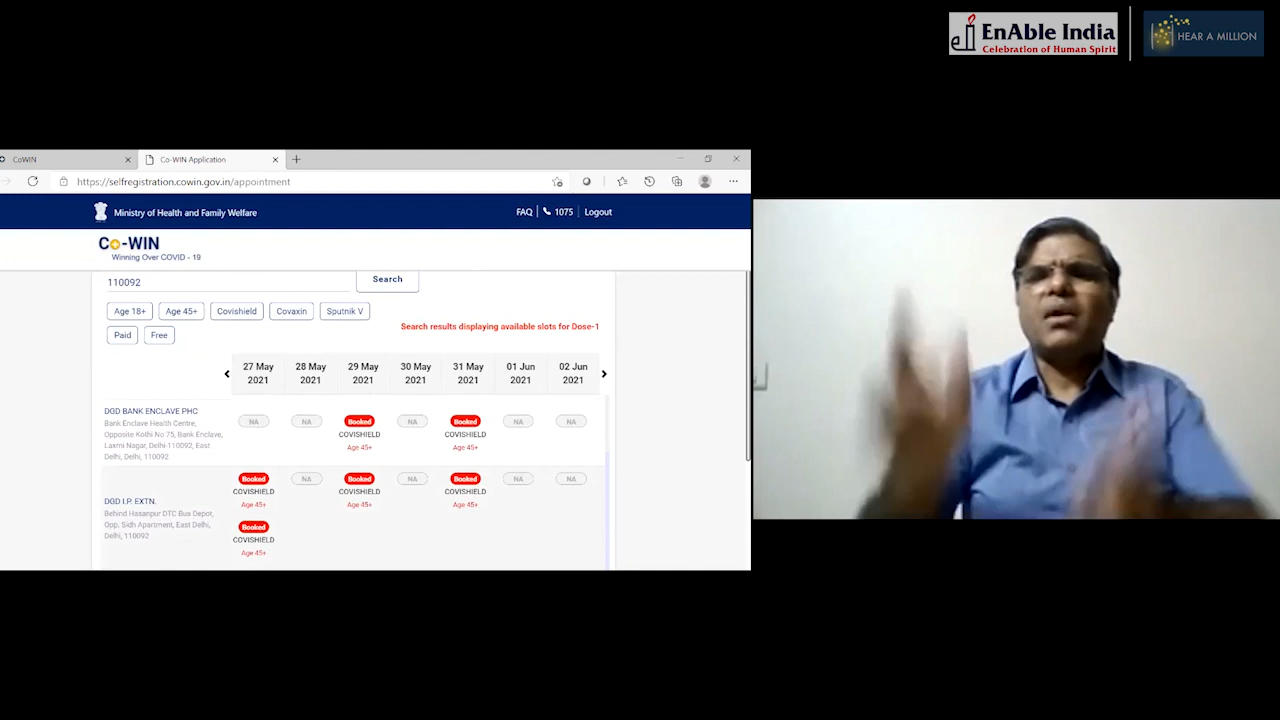 EnAble India
Celebration of Human Spirit
HEAR A MILLION
CoWIN
Co-WIN Application
https://selfregistration.cowin.gov.in/appointment
Ministry of Health and Family Welfare
FAQ
1075
Logout
Co-WIN
Winning Over COVID - 19
110092
Search
Age 18+
Age 45+
Covishield
Covaxin
Sputnik V
Paid
Free
Search results displaying available slots for Dose-1
27 May 2021
28 May 2021
29 May 2021
30 May 2021
31 May 2021
01 Jun 2021
02 Jun 2021
DGD BANK ENCLAVE PHC
Bank Enclave Health Centre,
Opposite Kothi No 75, Bank Enclave,
Laxmi Nagar, Delhi-110092, East
Delhi, Delhi, 110092
NA
NA
Booked
COVISHIELD
Age 45+
NA
Booked
COVISHIELD
Age 45+
NA
NA
DGD I.P. EXTN.
Behind Hasanpur DTC Bus Depot,
Opp. Sidh Apartment, East Delhi,
Delhi, 110092
Booked
COVISHIELD
Age 45+
Booked
COVISHIELD
Age 45+
NA
Booked
COVISHIELD
Age 45+
NA
Booked
COVISHIELD
Age 45+
NA
NA